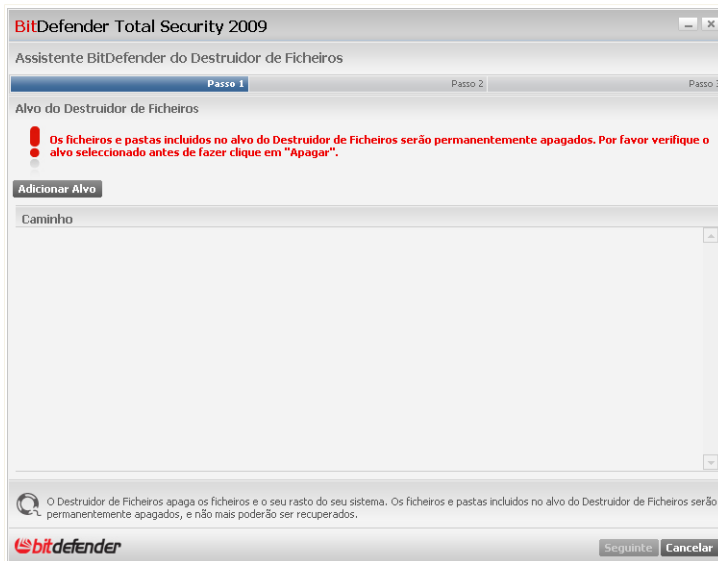 BitDefender Total Security 2009
Assistente BitDefender do Destruidor de Ficheiros
Passo 1
Passo 2
Passo 3
Alvo do Destruidor de Ficheiros
Os ficheiros e pastas incluidos no alvo do Destruidor de Ficheiros serão permanentemente apagados. Por favor verifique o
alvo seleccionado antes de fazer clique em "Apagar".
Adicionar Alvo
Caminho
O Destruidor de Ficheiros apaga os ficheiros e o seu rasto do seu sistema. Os ficheiros e pastas incluidos no alvo do Destruidor de Ficheiros serão
permanentemente apagados, e não mais poderão ser recuperados.
bitdefender
Seguinte
Cancelar